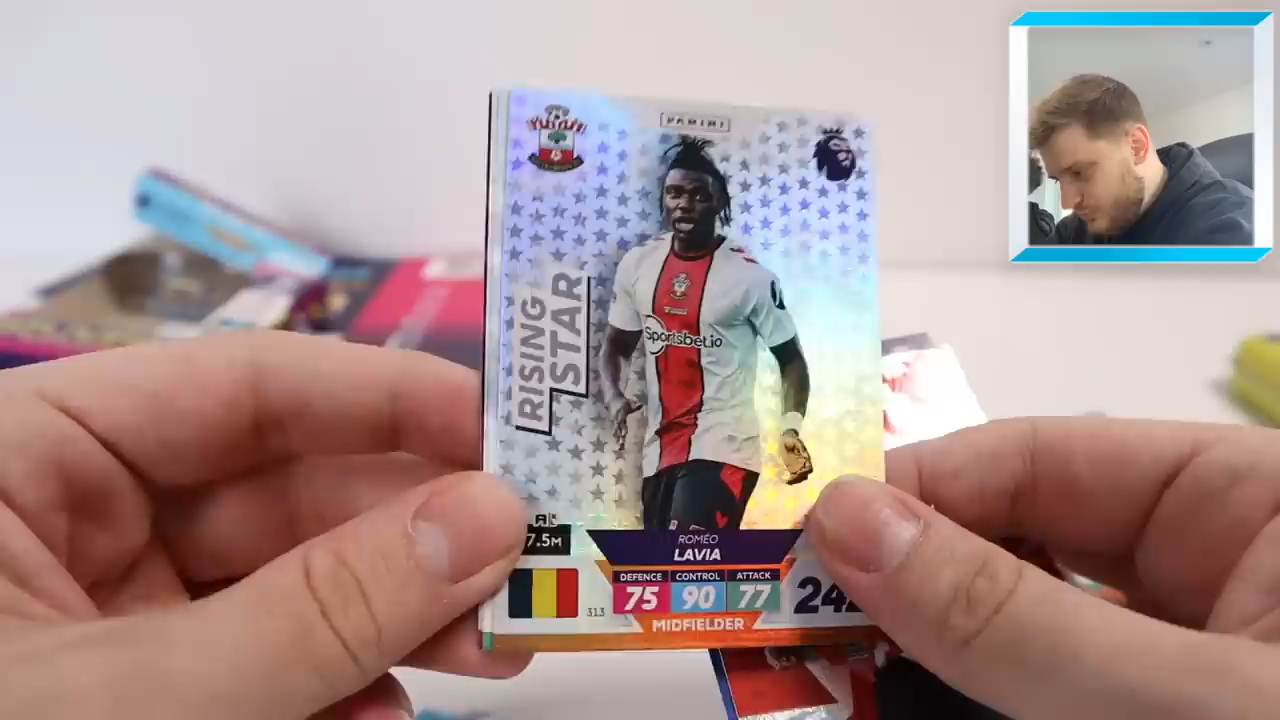 PANINI
RISING
STAR
Sportsbet.io
7.5M
ROMÉO
LAVIA
DEFENCE CONTROL ATTACK
75 90 77
313
MIDFIELDER